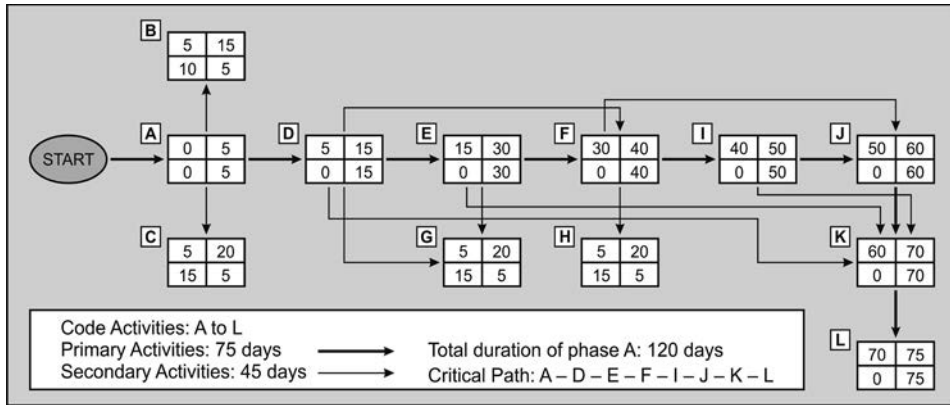 B
5 15
10 5
START
A
0 5
0 5
D
5 15
0 15
E
15 30
0 30
F
30 40
0 40
I
40 50
0 50
J
50 60
0 60
C
5 20
15 5
G
5 20
15 5
H
5 20
15 5
K
60 70
0 70
L
70 75
0 75
Code Activities: A to L
Primary Activities: 75 days
Total duration of phase A: 120 days
Secondary Activities: 45 days
Critical Path: A – D – E – F – I – J – K – L